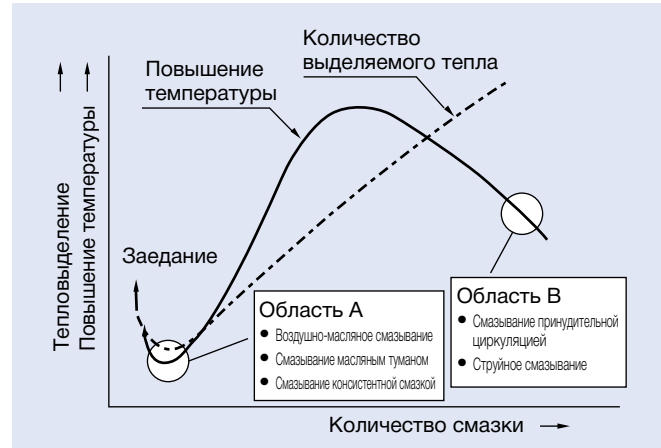 Количество
выделяемого тепла
Повышение
температуры
Тепловыделение
Повышение температуры
Заедание
Область A
● Воздушно-масляное смазывание
● Смазывание масляным туманом
● Смазывание консистентной смазкой
Область B
● Смазывание принудительной
циркуляцией
● Струйное смазывание
Количество смазки